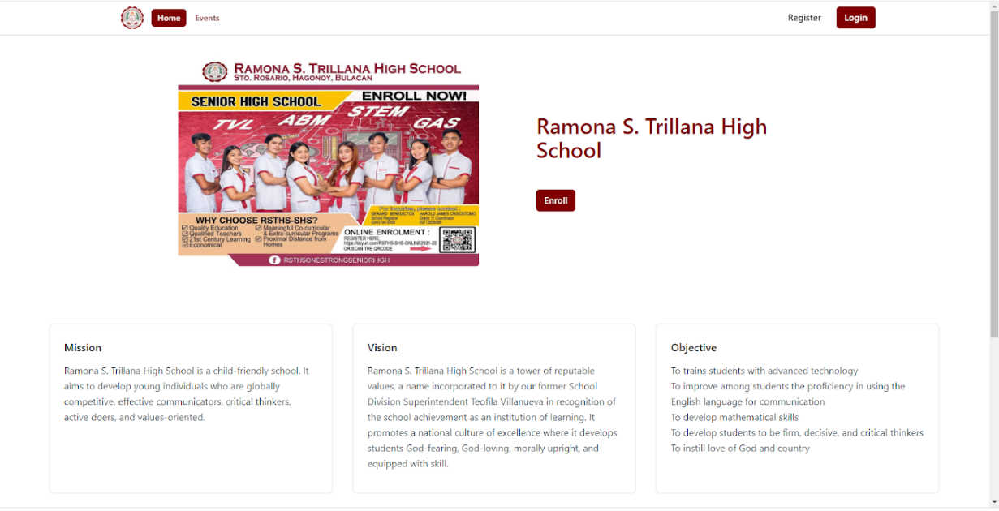 Home
Events
Register
Login
RAMONA S. TRILLANA HIGH SCHOOL
STO. ROSARIO, HAGONOY, BULACAN
SENIOR HIGH SCHOOL
ENROLL NOW!
TVL
ABM
STEM
GAS
WHY CHOOSE RSTHS-SHS?
Quality Education
Qualified Teachers
21st Century Learning
Economical
Meaningful Co-curricular
& Extra-curricular Programs
Proximal Distance from
Homes
For inquiries, please contact :
GERARD BENEDICTOS
School Registrar
HAROLD JAMES CRISOSTOMO
Grade 11 Coordinator
ONLINE ENROLMENT :
REGISTER HERE:
https://tinyurl.com/RSTHS-SHS-ONLINE2021-22
OR SCAN THE QRCODE
RSTHSONESTRONGSENIORHIGH
Ramona S. Trillana High
School
Enroll
Mission
Ramona S. Trillana High School is a child-friendly school. It
aims to develop young individuals who are globally
competitive, effective communicators, critical thinkers,
active doers, and values-oriented.
Vision
Ramona S. Trillana High School is a tower of reputable
values, a name incorporated to it by our former School
Division Superintendent Teofila Villanueva in recognition of
the school achievement as an institution of learning. It
promotes a national culture of excellence where it develops
students God-fearing, God-loving, morally upright, and
equipped with skill.
Objective
To trains students with advanced technology
To improve among students the proficiency in using the
English language for communication
To develop mathematical skills
To develop students to be firm, decisive, and critical thinkers
To instill love of God and country